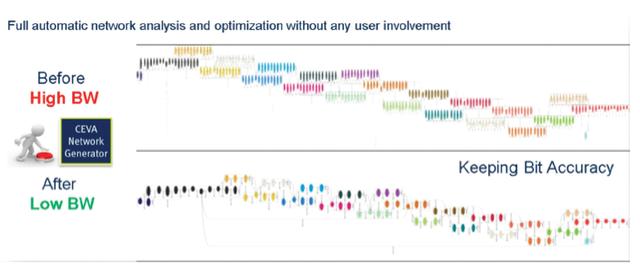 Full automatic network analysis and optimization without any user involvement
Before
High BW
CEVA
Network
Generator
Keeping Bit Accuracy
After
Low BW